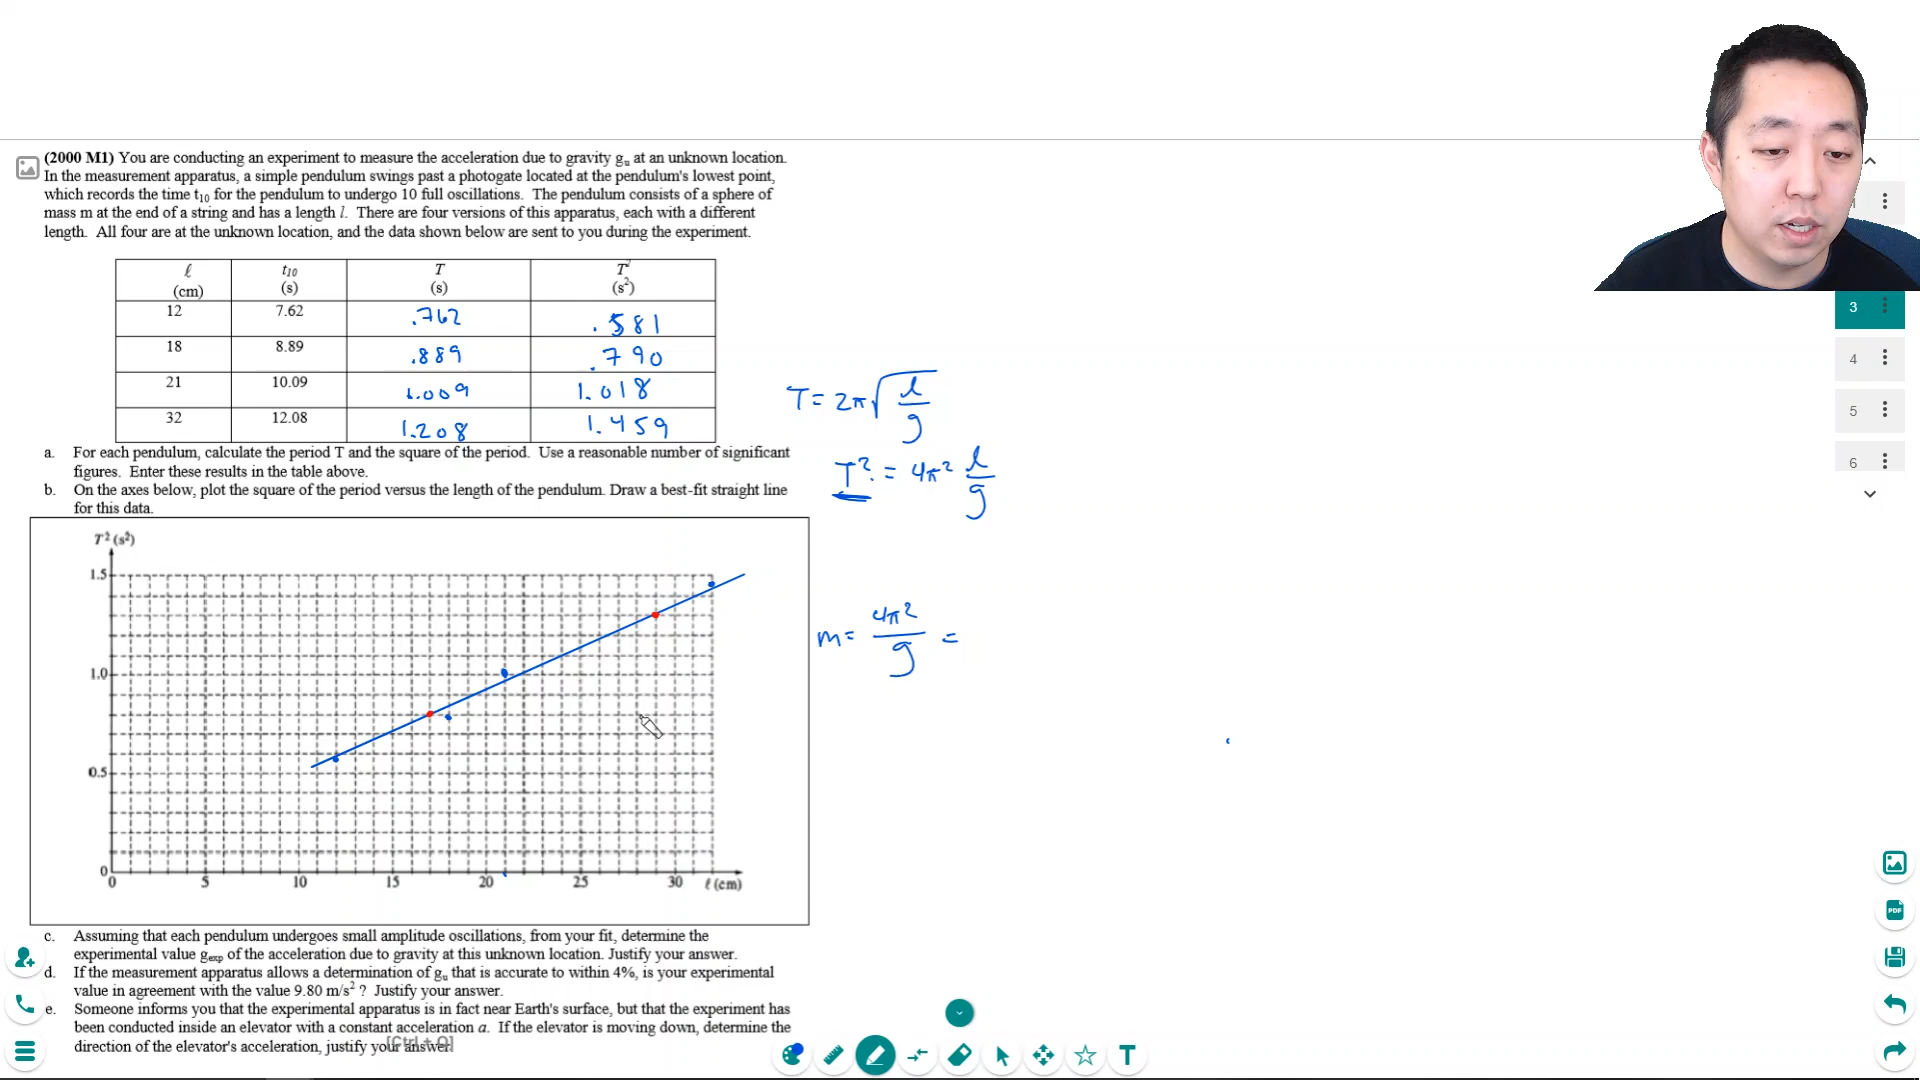 (2000 M1) You are conducting an experiment to measure the acceleration due to gravity gu at an unknown location.
In the measurement apparatus, a simple pendulum swings past a photogate located at the pendulum's lowest point,
which records the time t10 for the pendulum to undergo 10 full oscillations. The pendulum consists of a sphere of
mass m at the end of a string and has a length l. There are four versions of this apparatus, each with a different
length. All four are at the unknown location, and the data shown below are sent to you during the experiment.
ℓ t10 T T²
(cm) (s) (s) (s²)
12 7.62 .762 .581
18 8.89 .889 .790
21 10.09 1.009 1.018
32 12.08 1.208 1.459
T = 2π√(l/g)
T² = 4π² l/g
a. For each pendulum, calculate the period T and the square of the period. Use a reasonable number of significant
figures. Enter these results in the table above.
b. On the axes below, plot the square of the period versus the length of the pendulum. Draw a best-fit straight line
for this data.
T² (s²)
1.5
1.0
0.5
0
0 5 10 15 20 25 30 ℓ (cm)
m = 4π²/g =
c. Assuming that each pendulum undergoes small amplitude oscillations, from your fit, determine the
experimental value gexp of the acceleration due to gravity at this unknown location. Justify your answer.
d. If the measurement apparatus allows a determination of gu that is accurate to within 4%, is your experimental
value in agreement with the value 9.80 m/s² ? Justify your answer.
e. Someone informs you that the experimental apparatus is in fact near Earth's surface, but that the experiment has
been conducted inside an elevator with a constant acceleration a. If the elevator is moving down, determine the
direction of the elevator's acceleration, justify your answer.
3
4
5
6
PDF
T